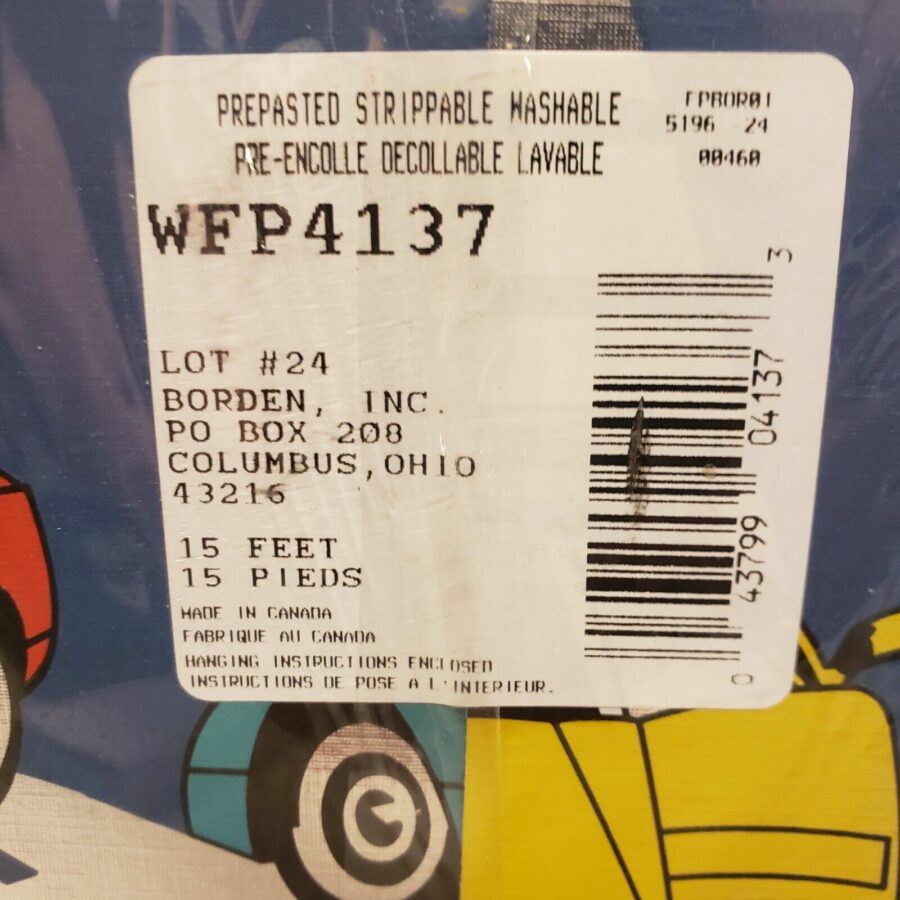 PREPASTED STRIPPABLE WASHABLE
PRE-ENCOLLE DECOLLABLE LAVABLE
FPBOR01
5196 24
00460
WFP4137
LOT #24
BORDEN, INC.
PO BOX 208
COLUMBUS,OHIO
43216
15 FEET
15 PIEDS
MADE IN CANADA
FABRIQUE AU CANADA
HANGING INSTRUCTIONS ENCLOSED
INSTRUCTIONS DE POSE A L'INTERIEUR.
0 43799 04137 3